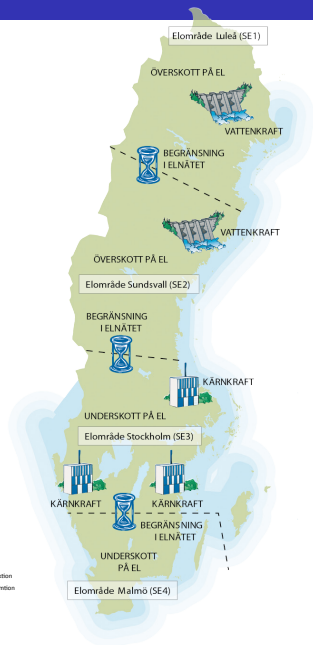 Elområde Luleå (SE1)
ÖVERSKOTT PÅ EL
VATTENKRAFT
BEGRÄNSNING
I ELNÄTET
VATTENKRAFT
ÖVERSKOTT PÅ EL
Elområde Sundsvall (SE2)
BEGRÄNSNING
I ELNÄTET
KÄRNKRAFT
UNDERSKOTT PÅ EL
Elområde Stockholm (SE3)
KÄRNKRAFT
KÄRNKRAFT
BEGRÄNSNING
I ELNÄTET
UNDERSKOTT
PÅ EL
Elområde Malmö (SE4)